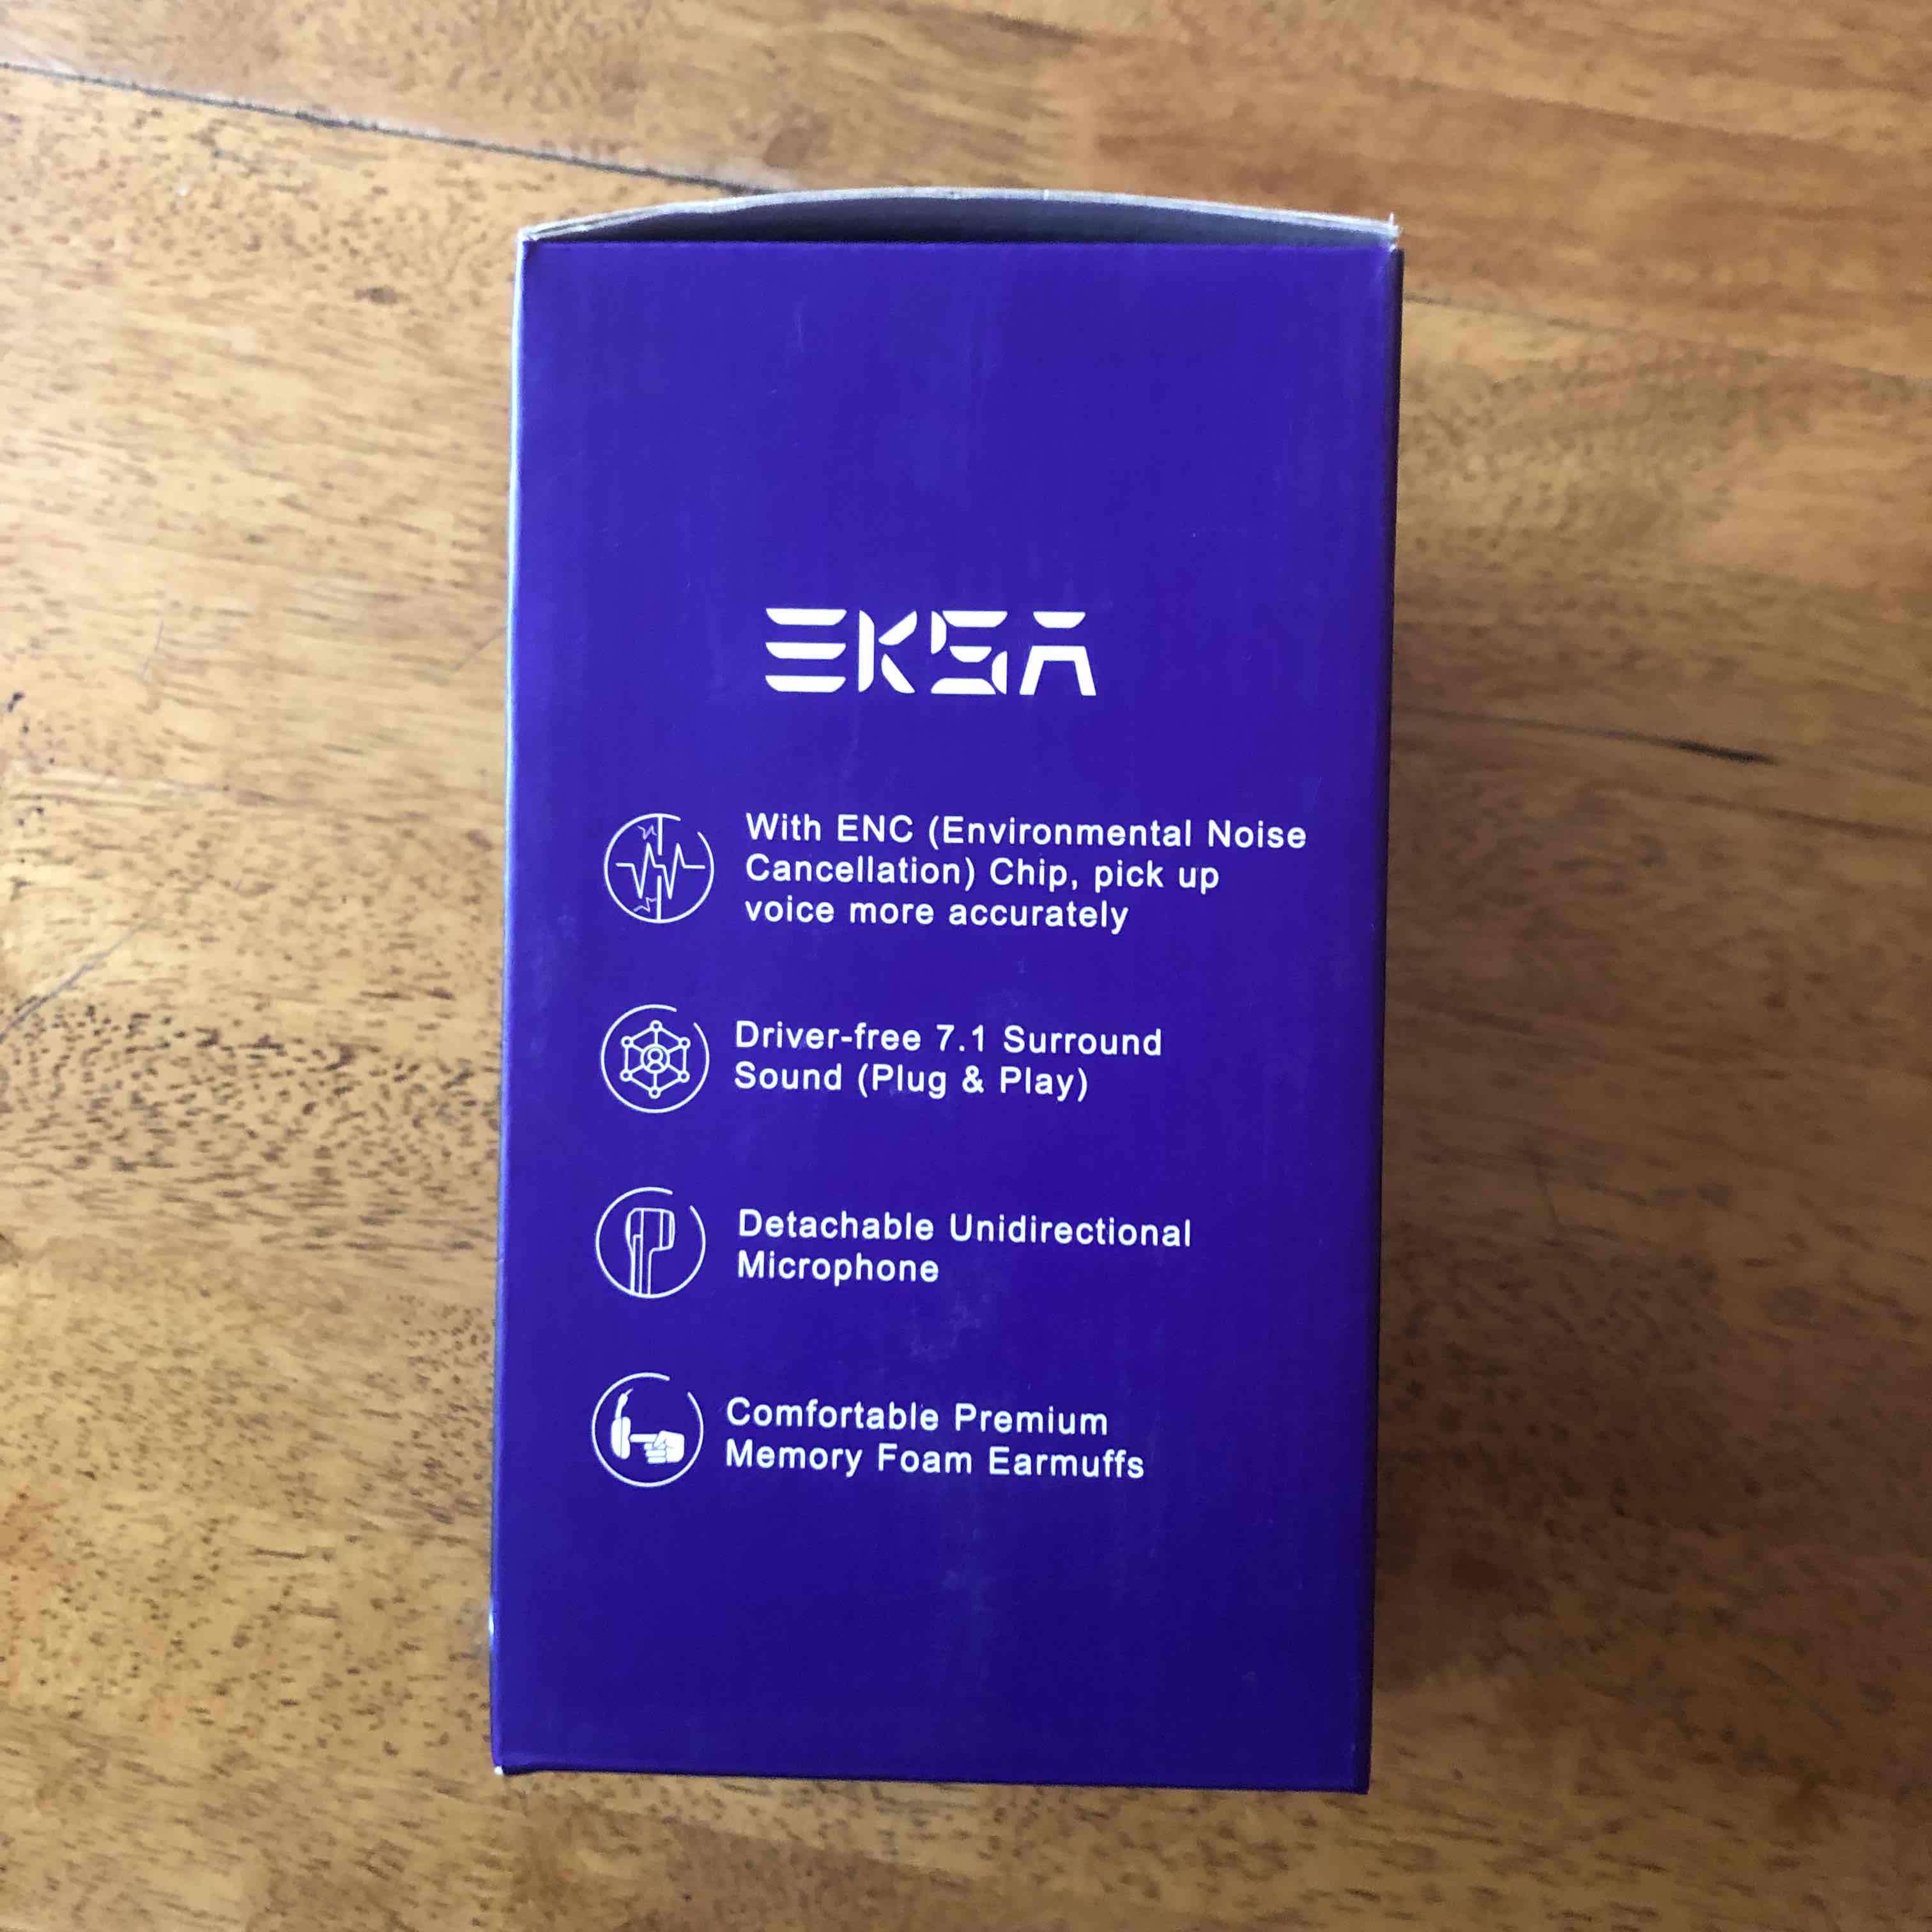 EKSA
With ENC (Environmental Noise
Cancellation) Chip, pick up
voice more accurately
Driver-free 7.1 Surround
Sound (Plug & Play)
Detachable Unidirectional
Microphone
Comfortable Premium
Memory Foam Earmuffs